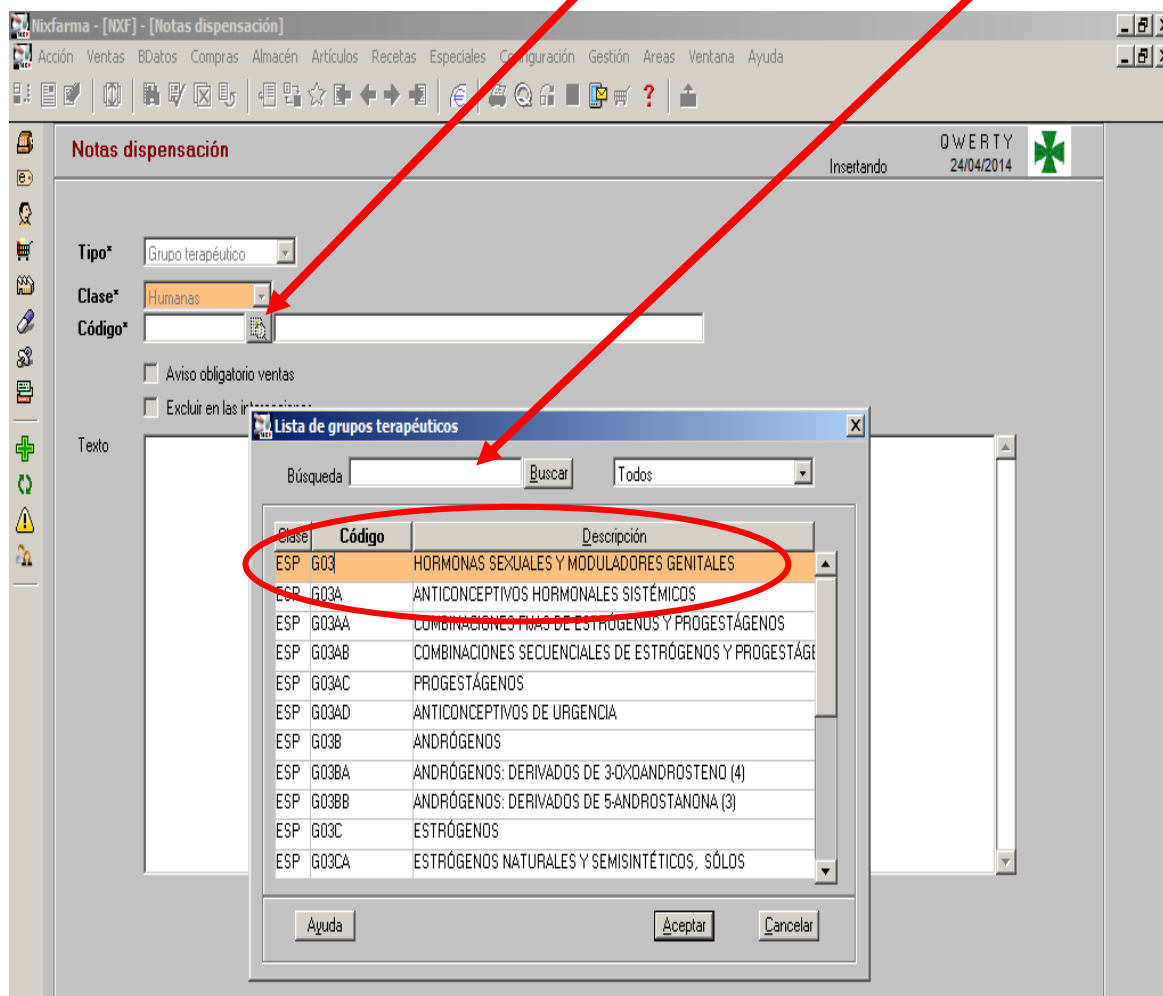 Nixfarma - [NXF] - [Notas dispensación]
Acción Ventas BDatos Compras Almacén Artículos Recetas Especiales Configuración Gestión Areas Ventana Ayuda
Notas dispensación
QWERTY
Insertando 24/04/2014
Tipo* Grupo terapéutico
Clase* Humanas
Código*
Aviso obligatorio ventas
Excluir en las
Texto
Lista de grupos terapéuticos
Búsqueda Buscar Todos
Clase Código Descripción
ESP G03 HORMONAS SEXUALES Y MODULADORES GENITALES
ESP G03A ANTICONCEPTIVOS HORMONALES SISTÉMICOS
ESP G03AA COMBINACIONES FIJAS DE ESTRÓGENOS Y PROGESTÁGENOS
ESP G03AB COMBINACIONES SECUENCIALES DE ESTRÓGENOS Y PROGESTÁGE
ESP G03AC PROGESTÁGENOS
ESP G03AD ANTICONCEPTIVOS DE URGENCIA
ESP G03B ANDRÓGENOS
ESP G03BA ANDRÓGENOS: DERIVADOS DE 3-OXOANDROSTENO (4)
ESP G03BB ANDRÓGENOS: DERIVADOS DE 5-ANDROSTANONA (3)
ESP G03C ESTRÓGENOS
ESP G03CA ESTRÓGENOS NATURALES Y SEMISINTÉTICOS, SÓLOS
Ayuda Aceptar Cancelar